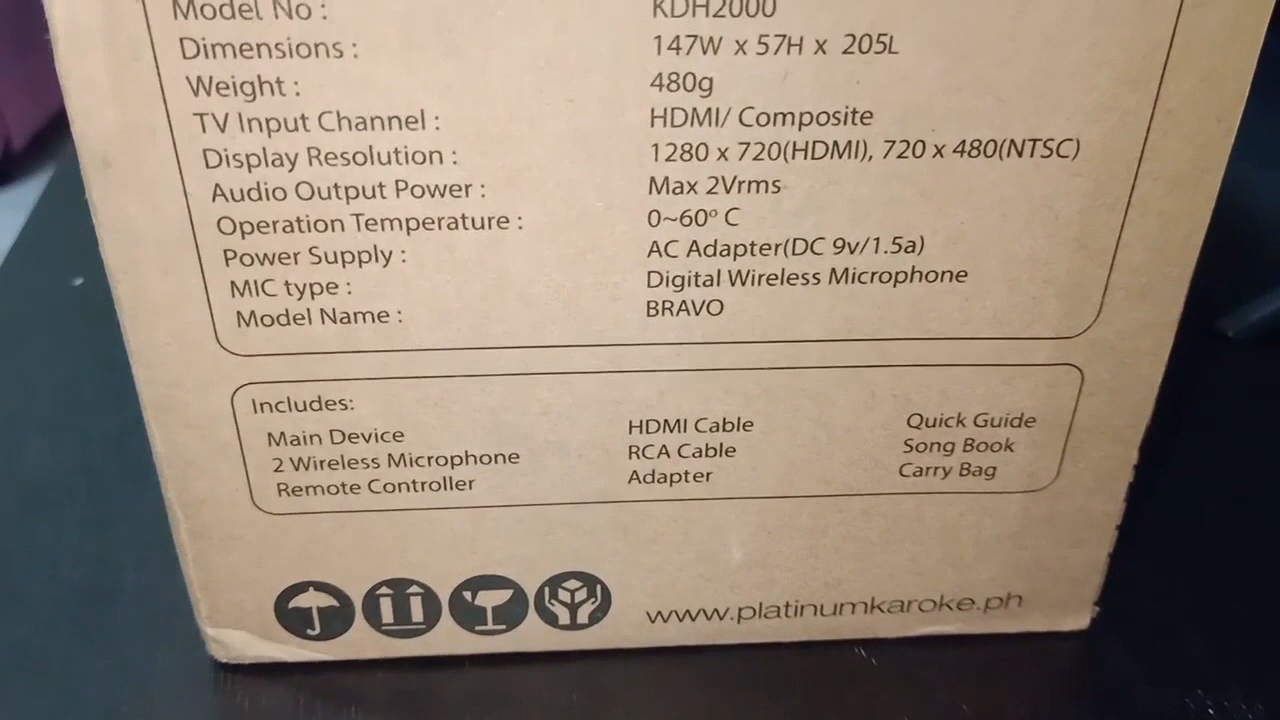 Model No : KDH2000
Dimensions : 147W x 57H x 205L
Weight : 480g
TV Input Channel : HDMI/ Composite
Display Resolution : 1280 x 720(HDMI), 720 x 480(NTSC)
Audio Output Power : Max 2Vrms
Operation Temperature : 0~60º C
Power Supply : AC Adapter(DC 9v/1.5a)
MIC type : Digital Wireless Microphone
Model Name : BRAVO
Includes:
Main Device HDMI Cable Quick Guide
2 Wireless Microphone RCA Cable Song Book
Remote Controller Adapter Carry Bag
www.platinumkaroke.ph